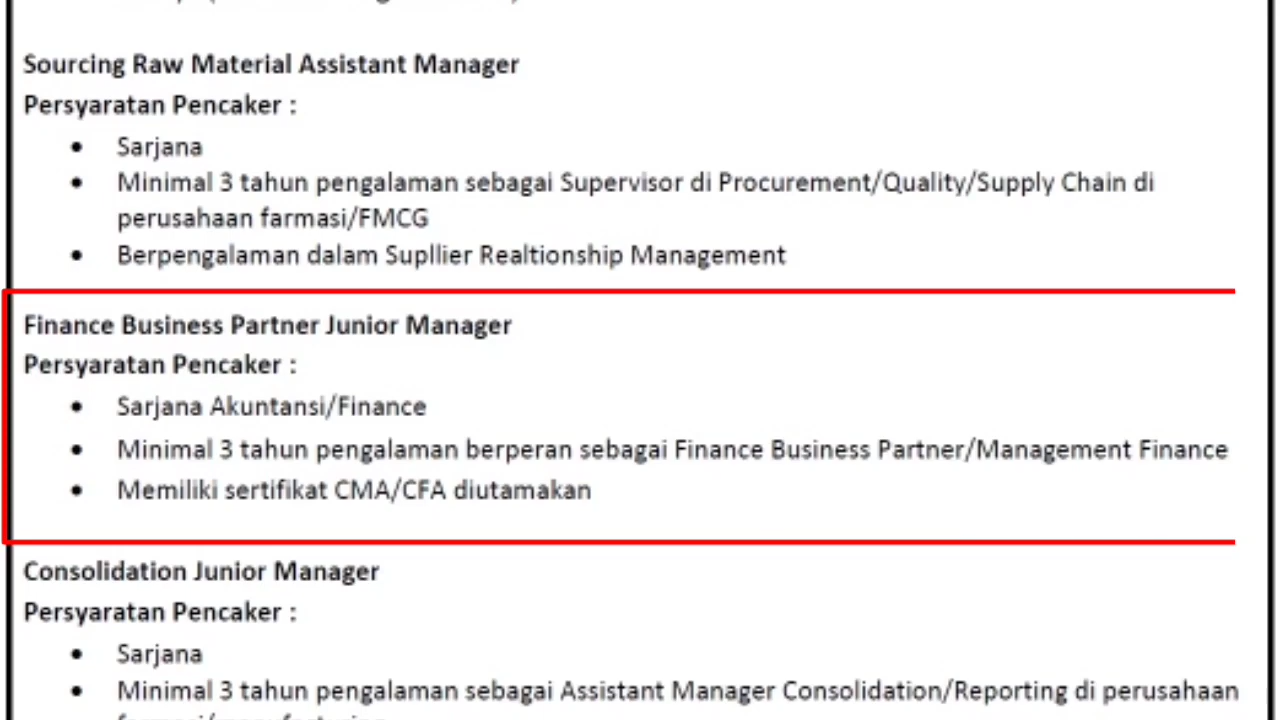 Sourcing Raw Material Assistant Manager
Persyaratan Pencaker :
• Sarjana
• Minimal 3 tahun pengalaman sebagai Supervisor di Procurement/Quality/Supply Chain di
perusahaan farmasi/FMCG
• Berpengalaman dalam Supllier Realtionship Management
Finance Business Partner Junior Manager
Persyaratan Pencaker :
• Sarjana Akuntansi/Finance
• Minimal 3 tahun pengalaman berperan sebagai Finance Business Partner/Management Finance
• Memiliki sertifikat CMA/CFA diutamakan
Consolidation Junior Manager
Persyaratan Pencaker :
• Sarjana
• Minimal 3 tahun pengalaman sebagai Assistant Manager Consolidation/Reporting di perusahaan